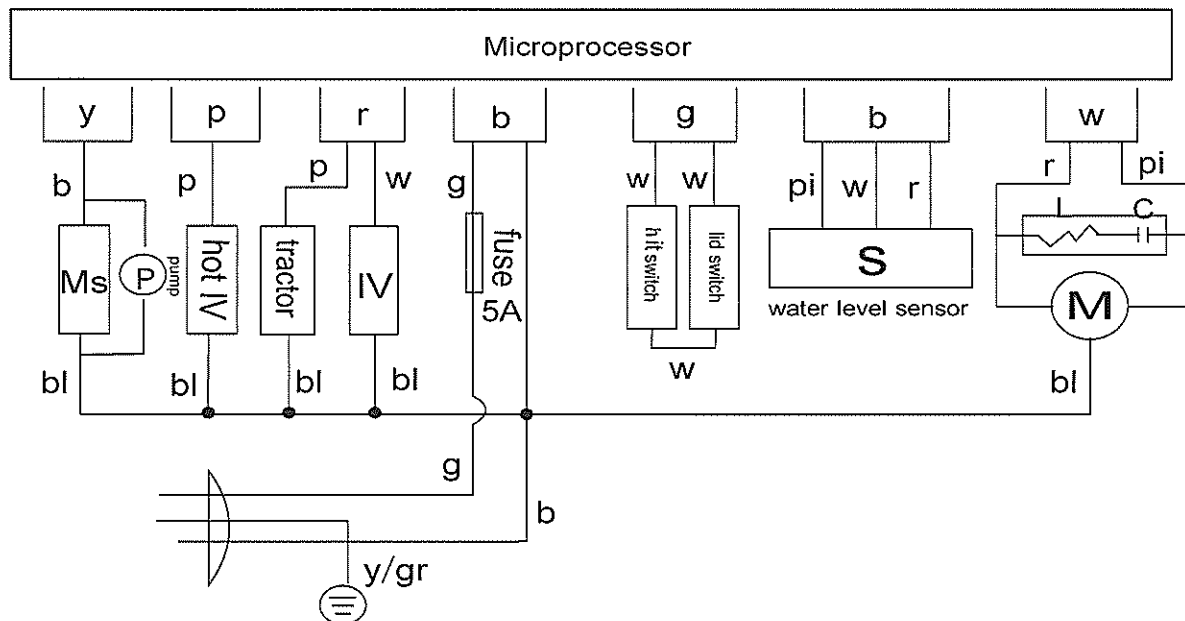 Microprocessor
y
p
r
b
g
b
w
b
p
p
w
g
w
w
pi
w
r
r
pi
L
C
Ms
P
pump
hot IV
tractor
IV
fuse
5A
hit switch
lid switch
S
water level sensor
M
w
bl
bl
bl
bl
bl
g
b
y/gr